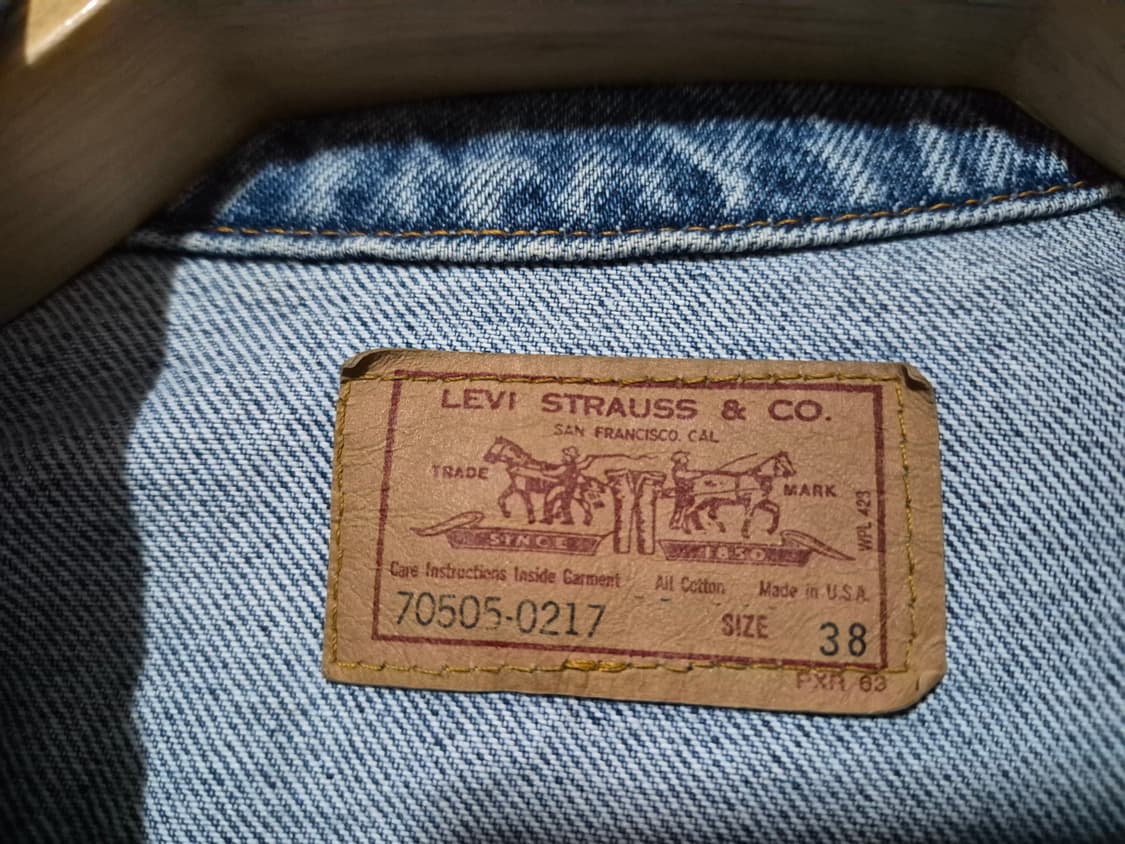 LEVI STRAUSS & CO.
SAN FRANCISCO. CAL
TRADE MARK
WPL 423
SINCE 1850
Care Instructions Inside Garment All Cotton Made in U.S.A.
70505-0217 SIZE 38
PXR 63